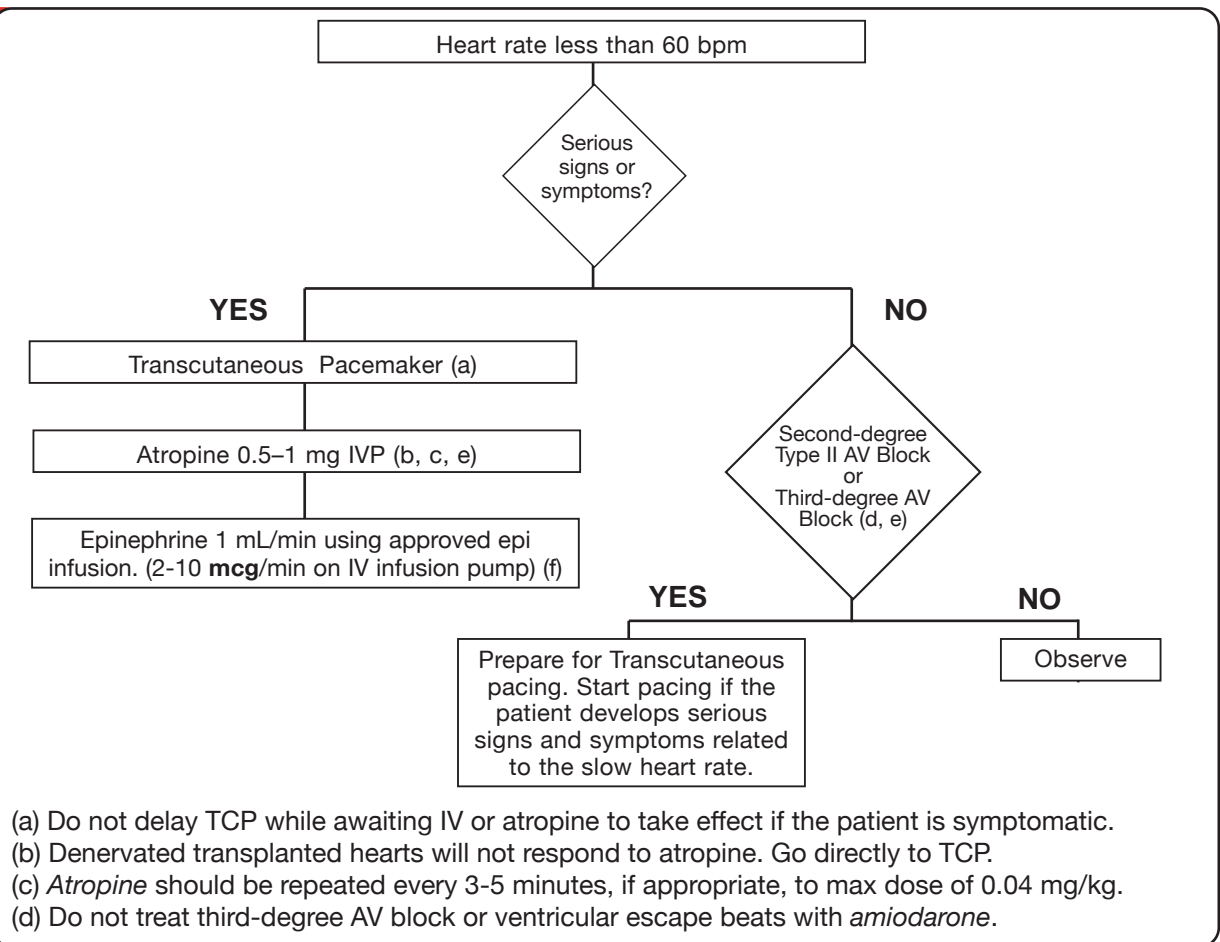 Heart rate less than 60 bpm
Serious
signs or
symptoms?
YES
NO
Transcutaneous Pacemaker (a)
Atropine 0.5–1 mg IVP (b, c, e)
Epinephrine 1 mL/min using approved epi
infusion. (2-10 mcg/min on IV infusion pump) (f)
Second-degree
Type II AV Block
or
Third-degree AV
Block (d, e)
YES
NO
Prepare for Transcutaneous
pacing. Start pacing if the
patient develops serious
signs and symptoms related
to the slow heart rate.
Observe
(a) Do not delay TCP while awaiting IV or atropine to take effect if the patient is symptomatic.
(b) Denervated transplanted hearts will not respond to atropine. Go directly to TCP.
(c) Atropine should be repeated every 3-5 minutes, if appropriate, to max dose of 0.04 mg/kg.
(d) Do not treat third-degree AV block or ventricular escape beats with amiodarone.